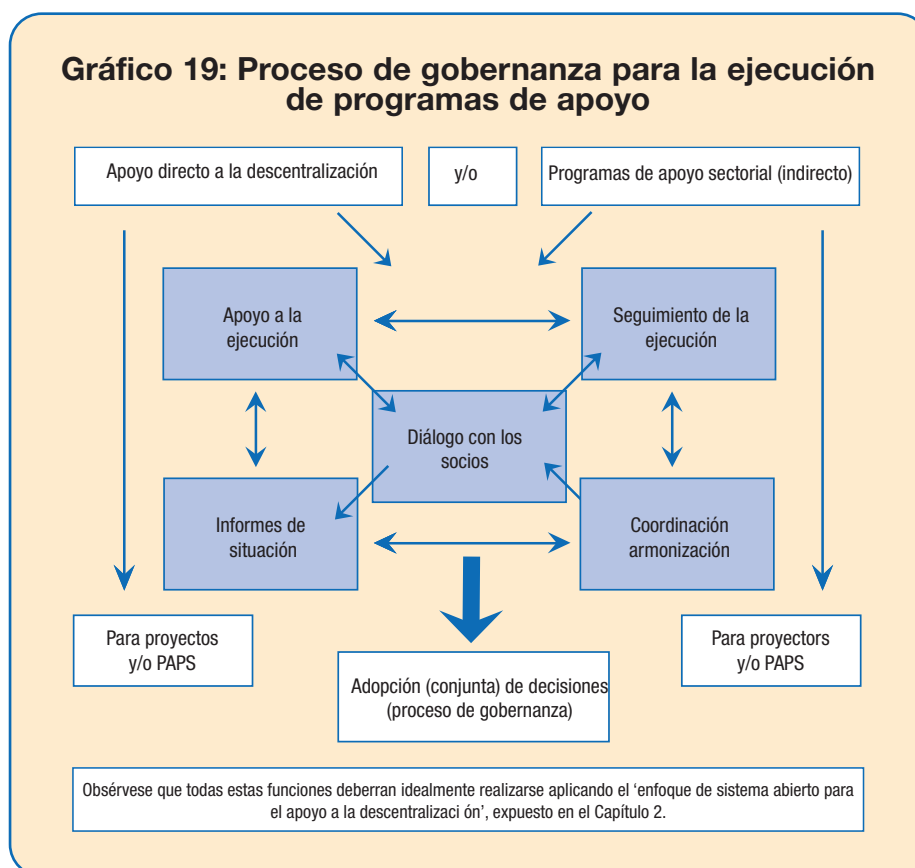 Gráfico 19: Proceso de gobernanza para la ejecución
de programas de apoyo
Apoyo directo a la descentralización
y/o
Programas de apoyo sectorial (indirecto)
Apoyo a la
ejecución
Seguimiento de la
ejecución
Diálogo con los
socios
Informes de
situación
Coordinación
armonización
Para proyectos
y/o PAPS
Para proyectors
y/o PAPS
Adopción (conjunta) de decisiones
(proceso de gobernanza)
Obsérvese que todas estas funciones deberran idealmente realizarse aplicando el ‘enfoque de sistema abierto para
el apoyo a la descentralizaci ón’, expuesto en el Capítulo 2.